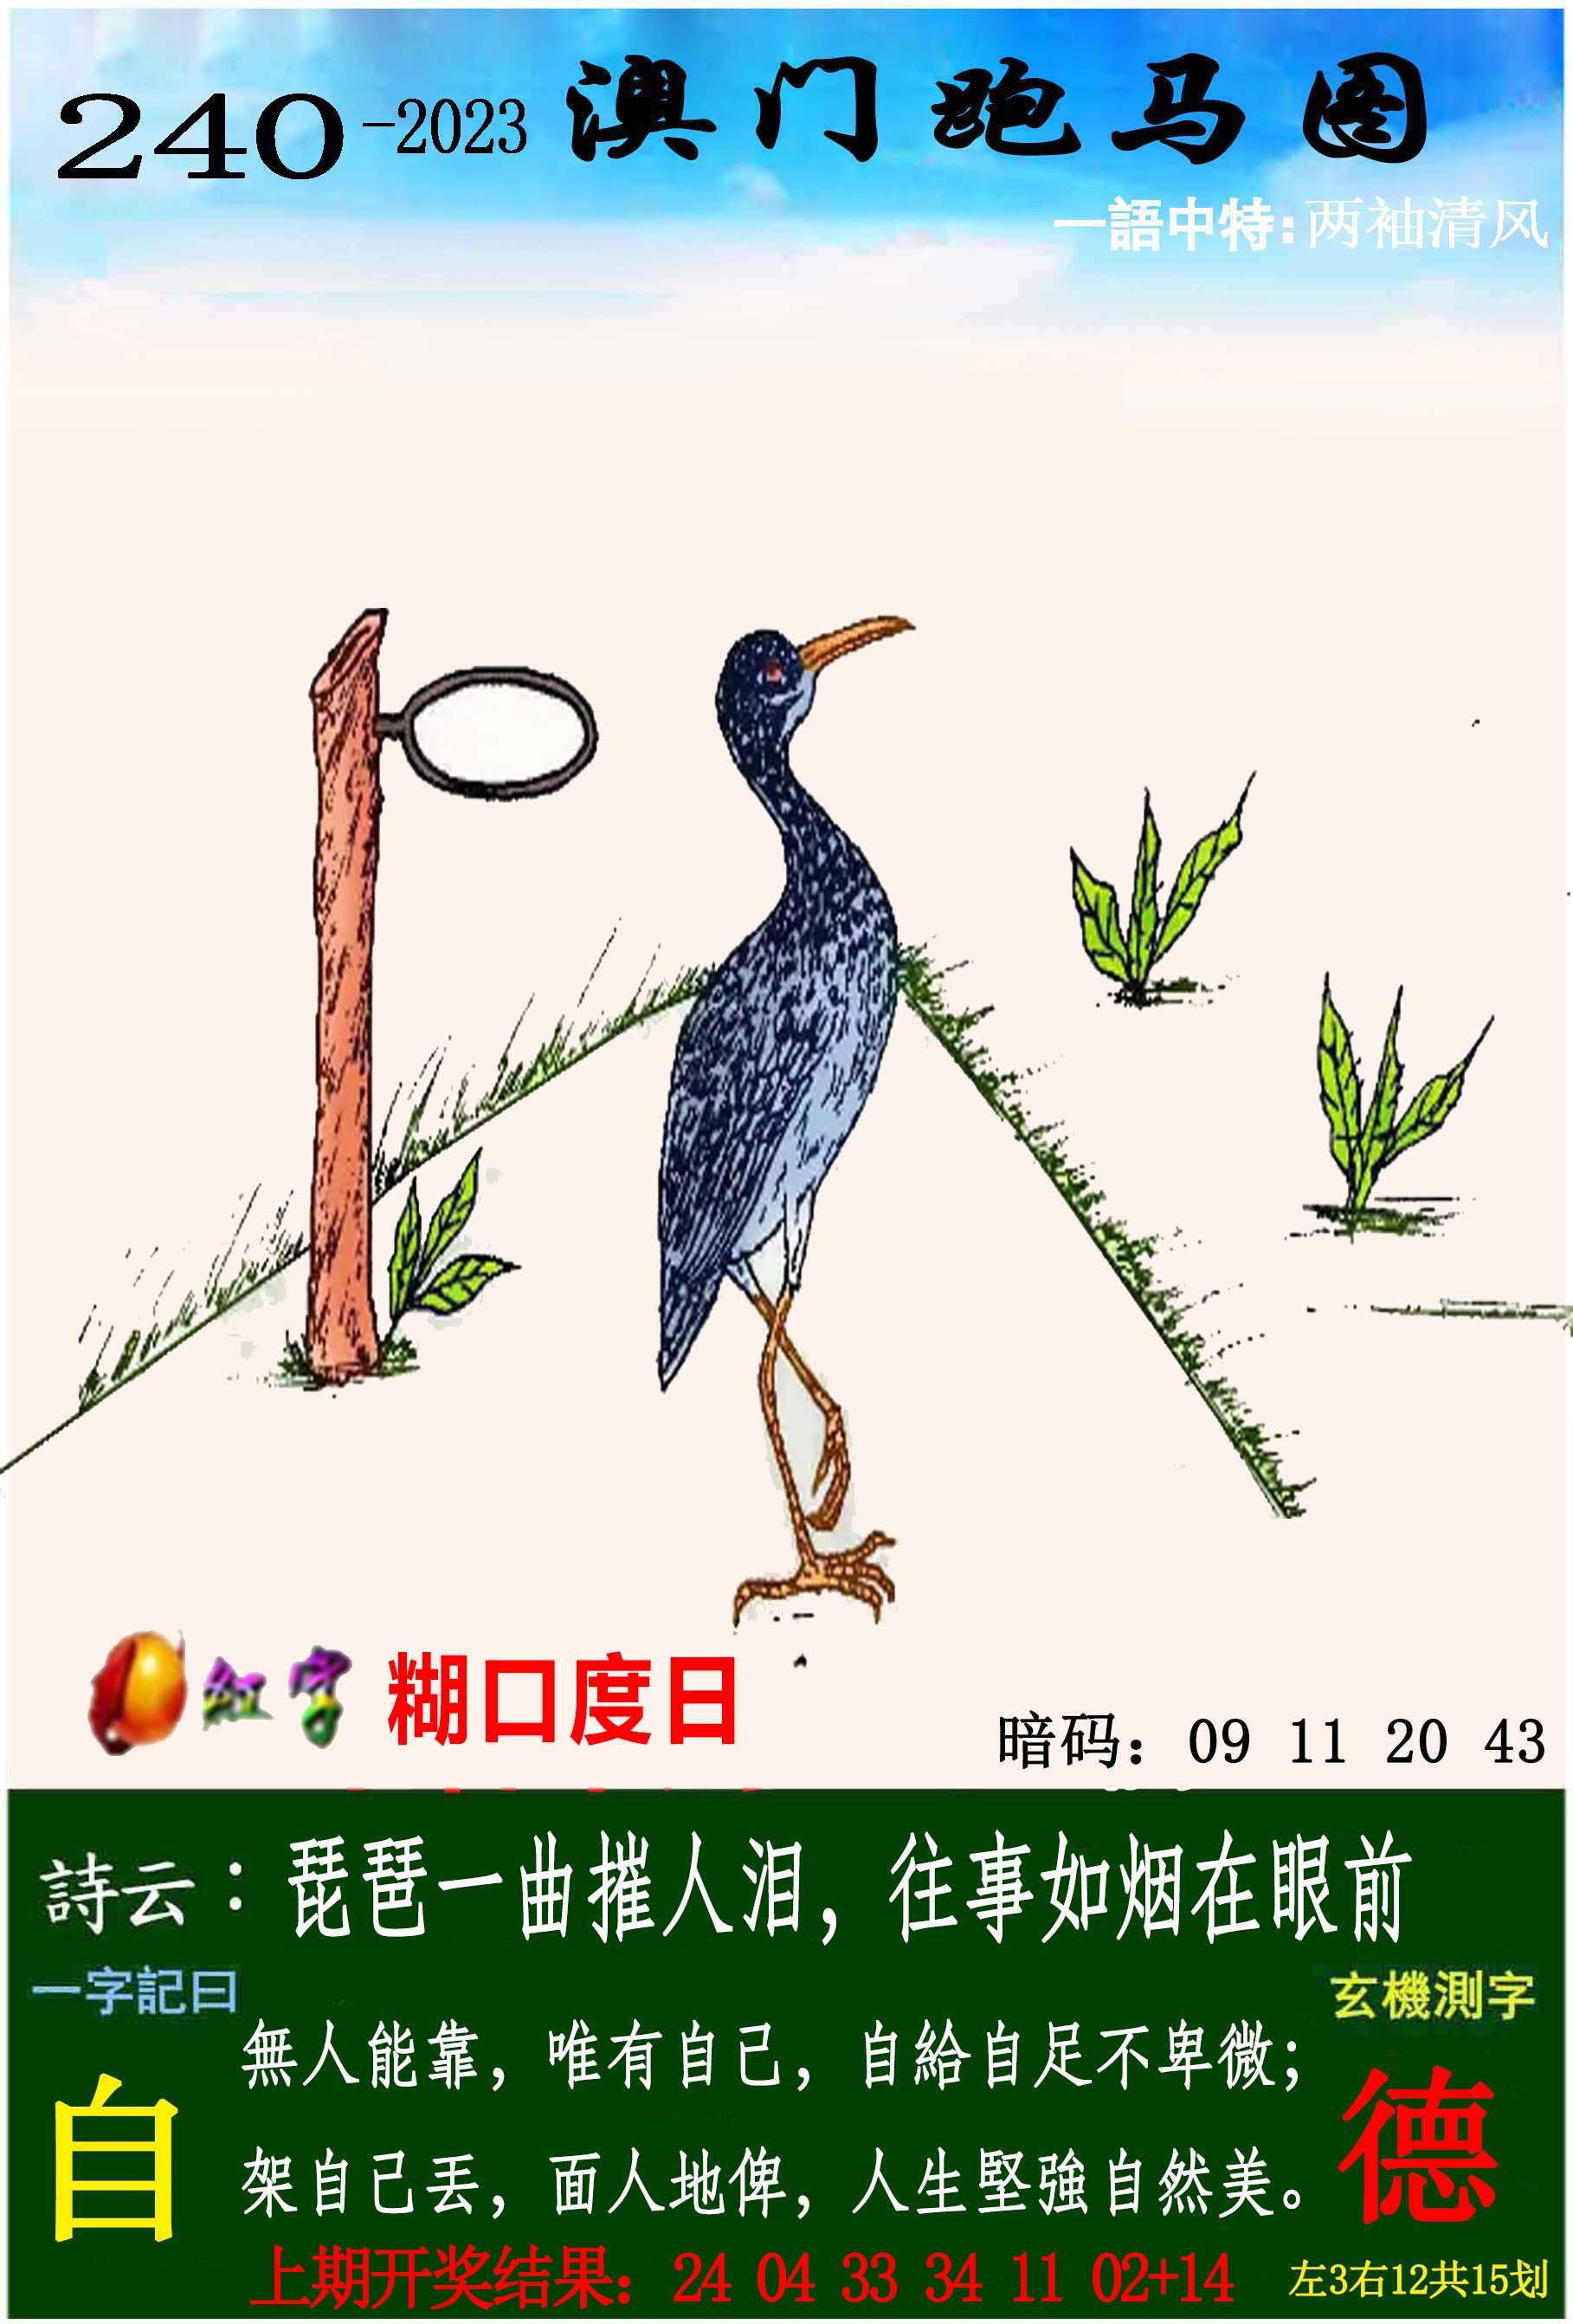 240-2023 澳门跑马图
一語中特:两袖清风
红字 糊口度日
暗码：09 11 20 43
詩云：琵琶一曲摧人泪，往事如烟在眼前
一字記曰
玄機測字
無人能靠，唯有自己，自給自足不卑微；
自
德
架自己丟，面人地俾，人生堅強自然美。
上期开奖结果：24 04 33 34 11 02+14
左3右12共15划